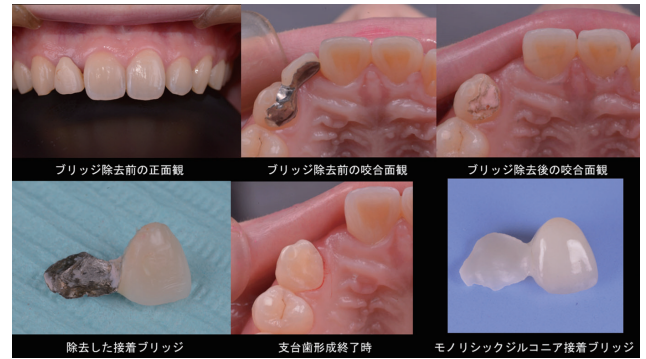 ブリッジ除去前の正面観
ブリッジ除去前の咬合面観
ブリッジ除去後の咬合面観
除去した接着ブリッジ
支台歯形成終了時
モノリシックジルコニア接着ブリッジ